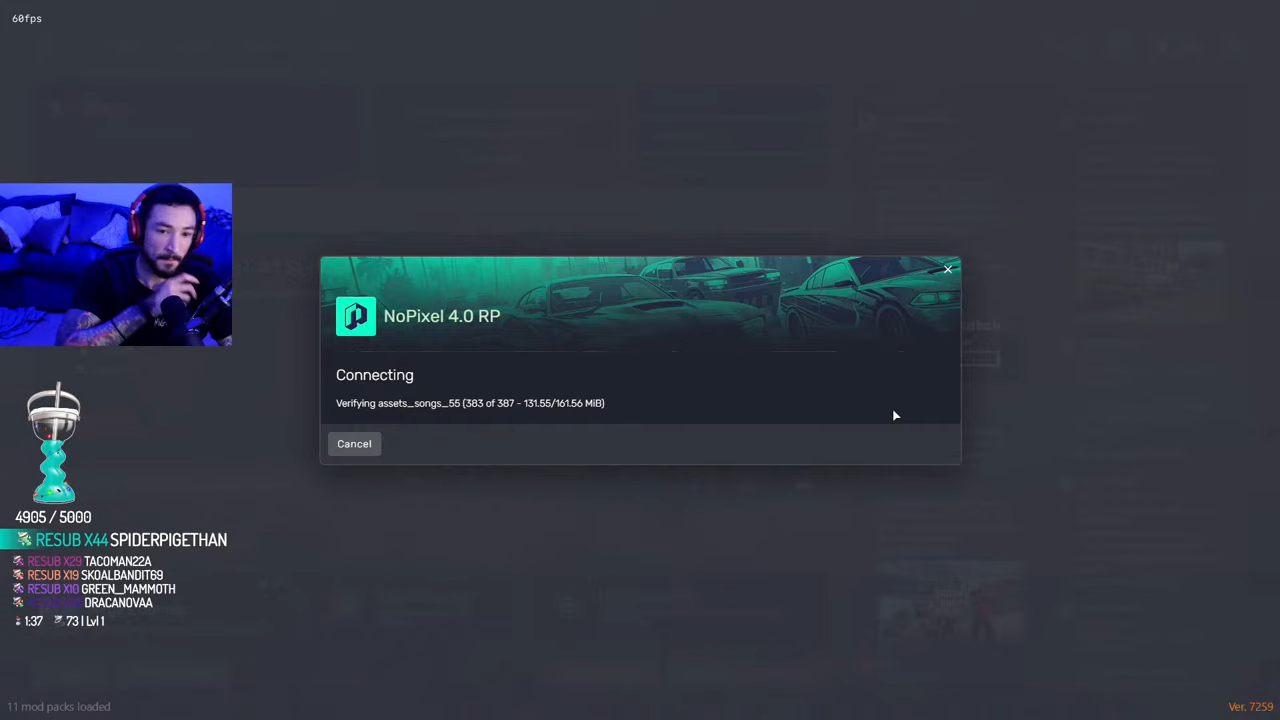 60fps
NoPixel 4.0 RP
Connecting
Verifying assets_songs_55 (383 of 387 - 131.55/161.56 MiB)
Cancel
4905 / 5000
RESUB X44 SPIDERPIGETHAN
RESUB X29 TACOMAN22A
RESUB X19 SKOALBANDIT69
RESUB X10 GREEN_MAMMOTH
DRACANOVAA
1:37 73 | Lvl 1
11 mod packs loaded
Ver. 7259